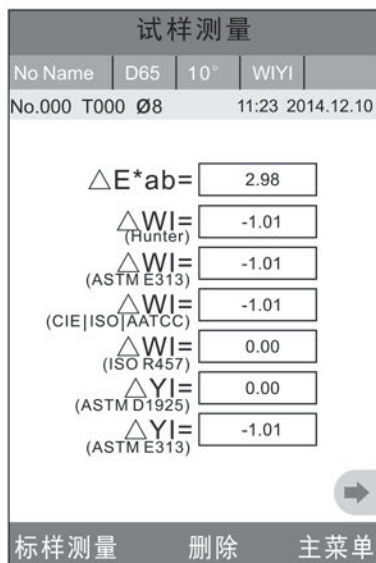 试样测量
No Name D65 10° WIYI
No.000 T000 Ø8 11:23 2014.12.10
△E*ab= 2.98
△WI= -1.01
(Hunter)
△WI= -1.01
(ASTM E313)
△WI= -1.01
(CIE|ISO|AATCC)
△WI= 0.00
(ISO R457)
△YI= 0.00
(ASTM D1925)
△YI= -1.01
(ASTM E313)
标样测量 删除 主菜单